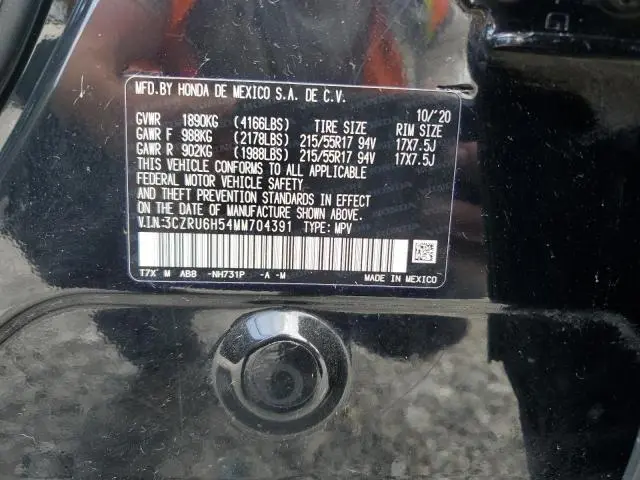 MFD.BY HONDA DE MEXICO S.A. DE C.V.
10/'20
GVWR 1890KG (4166LBS) TIRE SIZE RIM SIZE
GAWR F 988KG (2178LBS) 215/55R17 94V 17X7.5J
GAWR R 902KG (1988LBS) 215/55R17 94V 17X7.5J
THIS VEHICLE CONFORMS TO ALL APPLICABLE
FEDERAL MOTOR VEHICLE SAFETY
AND THEFT PREVENTION STANDARDS IN EFFECT
ON THE DATE OF MANUFACTURE SHOWN ABOVE.
V.I.N.:3CZRU6H54MM704391 TYPE: MPV
T7X M AB8 -NH731P -A -M
MADE IN MEXICO